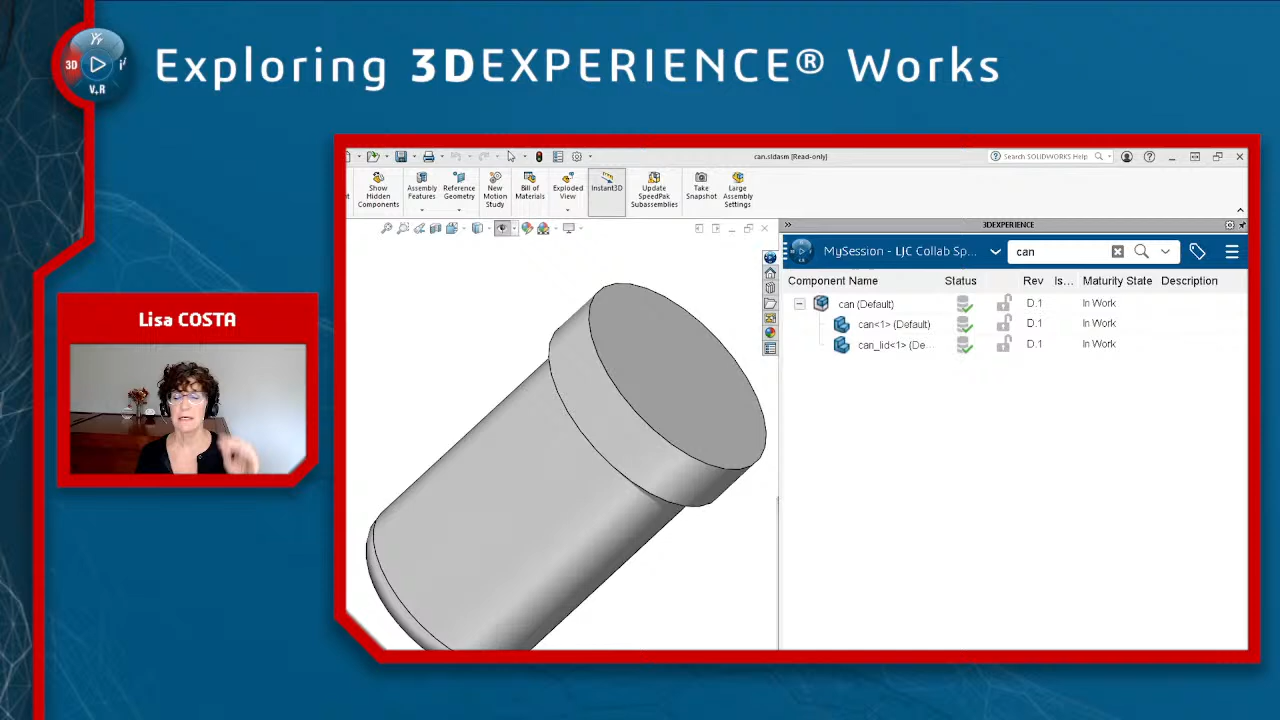 3D
V,R
Exploring 3DEXPERIENCE® Works
Lisa COSTA
can.sldasm [Read-only]
Search SOLIDWORKS Help
Show Hidden Components
Assembly Features
Reference Geometry
New Motion Study
Bill of Materials
Exploded View
Instant3D
Update SpeedPak Subassemblies
Take Snapshot
Large Assembly Settings
3DEXPERIENCE
MySession - LJC Collab Sp...
can
Component Name Status Rev Is... Maturity State Description
can (Default) D.1 In Work
can<1> (Default) D.1 In Work
can_lid<1> (De... D.1 In Work